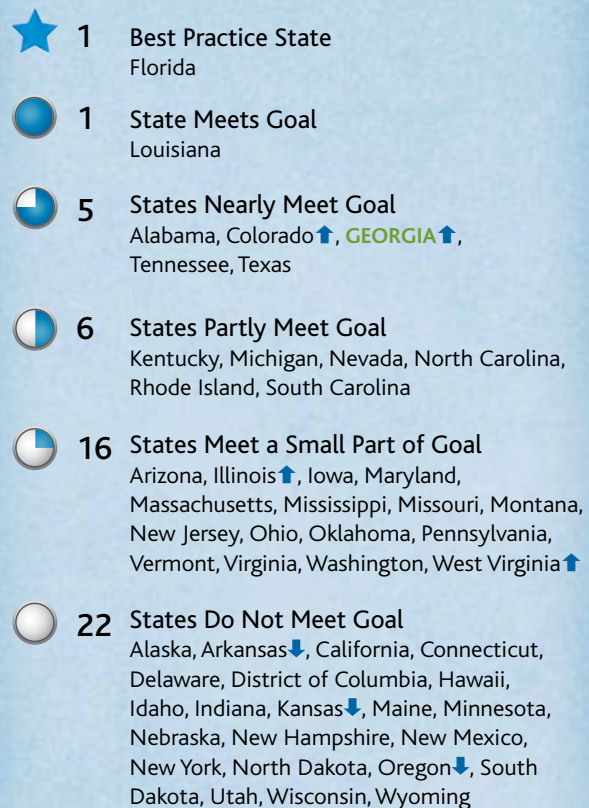 1 Best Practice State
Florida
1 State Meets Goal
Louisiana
5 States Nearly Meet Goal
Alabama, Colorado⬆, GEORGIA⬆,
Tennessee, Texas
6 States Partly Meet Goal
Kentucky, Michigan, Nevada, North Carolina,
Rhode Island, South Carolina
16 States Meet a Small Part of Goal
Arizona, Illinois⬆, Iowa, Maryland,
Massachusetts, Mississippi, Missouri, Montana,
New Jersey, Ohio, Oklahoma, Pennsylvania,
Vermont, Virginia, Washington, West Virginia⬆
22 States Do Not Meet Goal
Alaska, Arkansas⬇, California, Connecticut,
Delaware, District of Columbia, Hawaii,
Idaho, Indiana, Kansas⬇, Maine, Minnesota,
Nebraska, New Hampshire, New Mexico,
New York, North Dakota, Oregon⬇, South
Dakota, Utah, Wisconsin, Wyoming